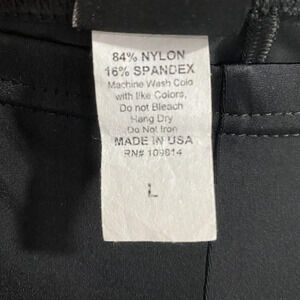 84% NYLON
16% SPANDEX
Machine Wash Cold
with like Colors,
Do not Bleach
Hang Dry
Do Not Iron
MADE IN USA
RN# 109614
L